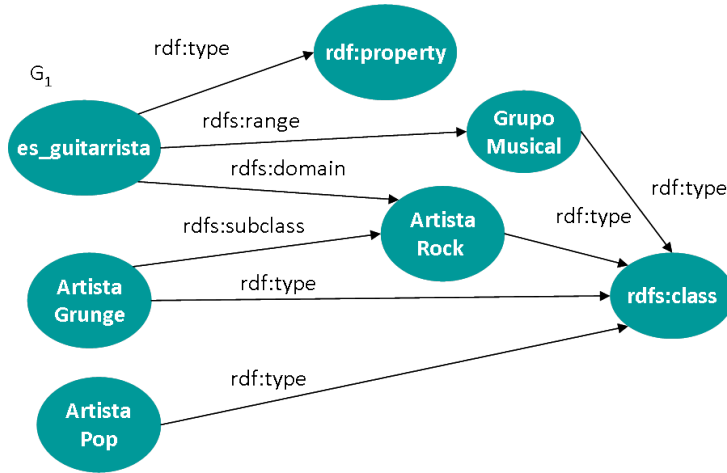 rdf:type
rdf:property
G1
es_guitarrista
rdfs:range
Grupo
Musical
rdfs:domain
rdf:type
rdfs:subclass
Artista
Rock
rdf:type
Artista
Grunge
rdf:type
rdfs:class
rdf:type
Artista
Pop